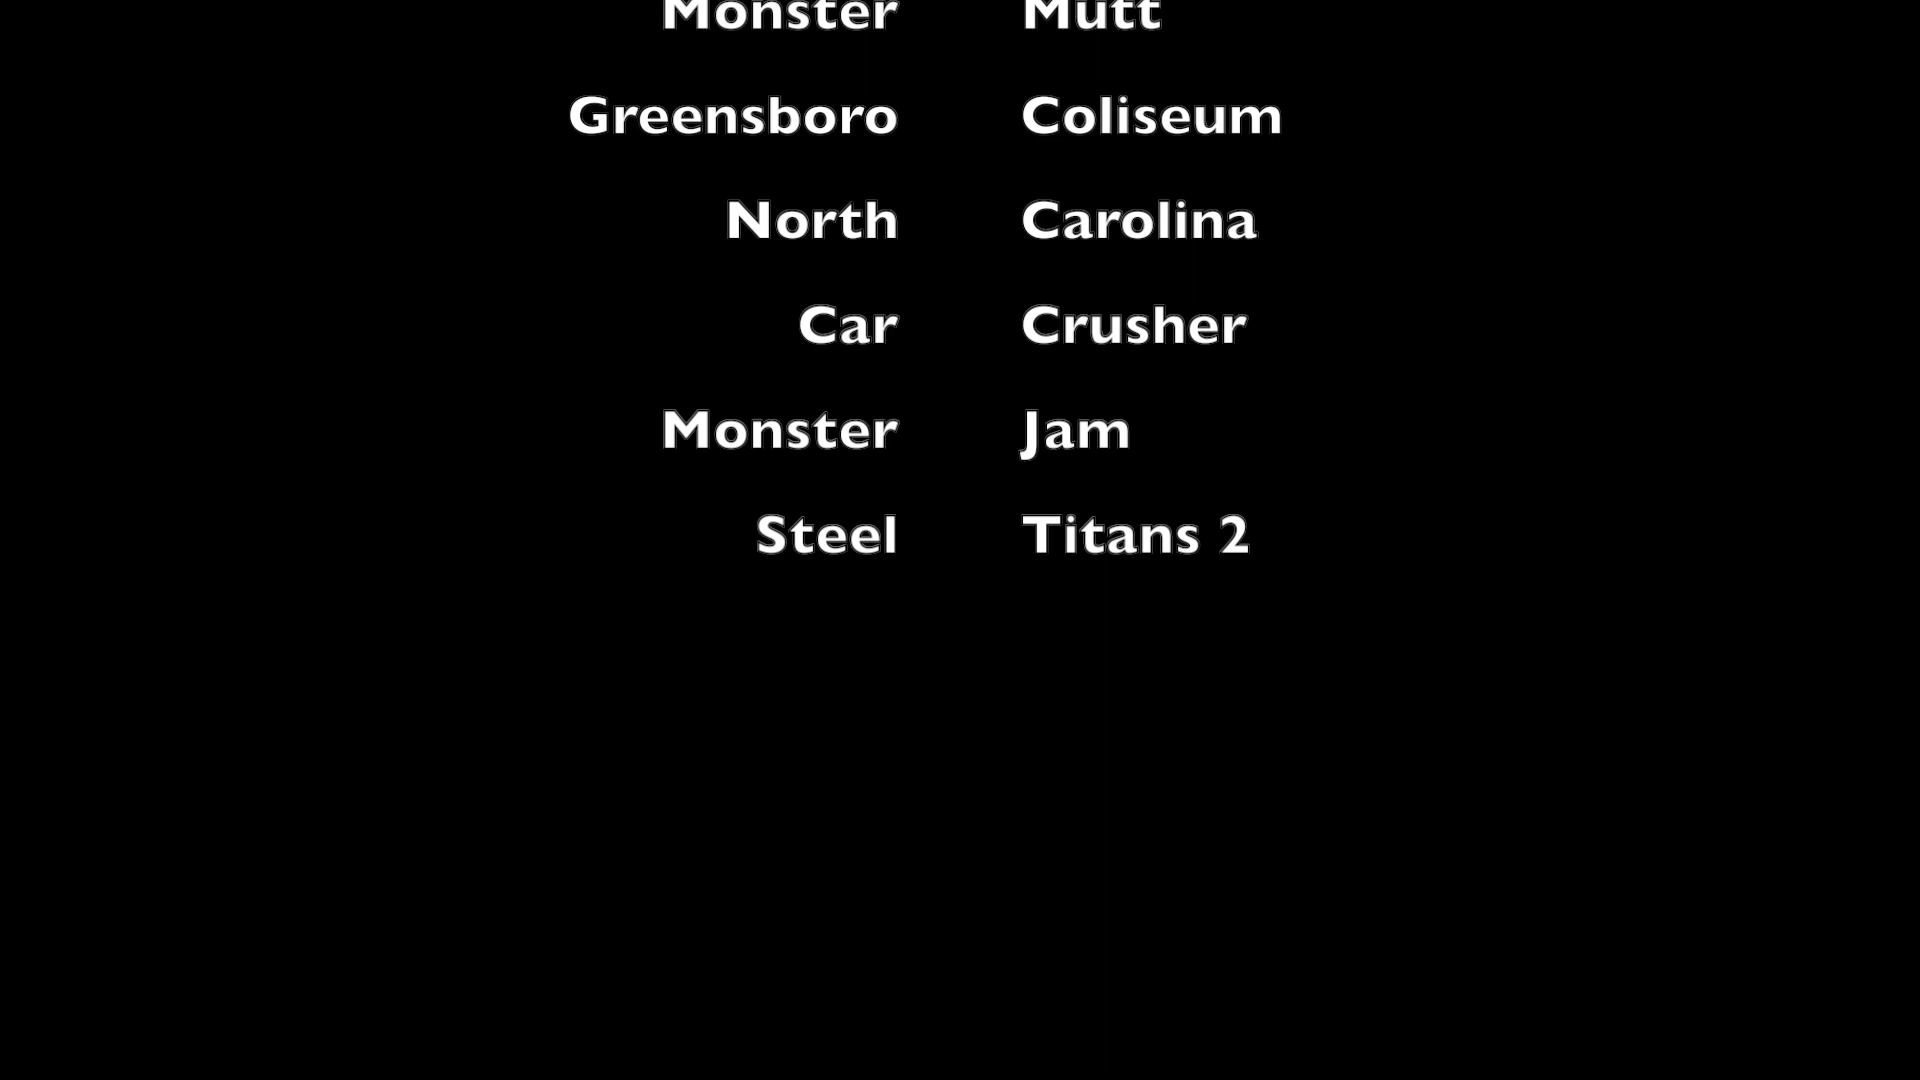 Monster Mutt
Greensboro Coliseum
North Carolina
Car Crusher
Monster Jam
Steel Titans 2